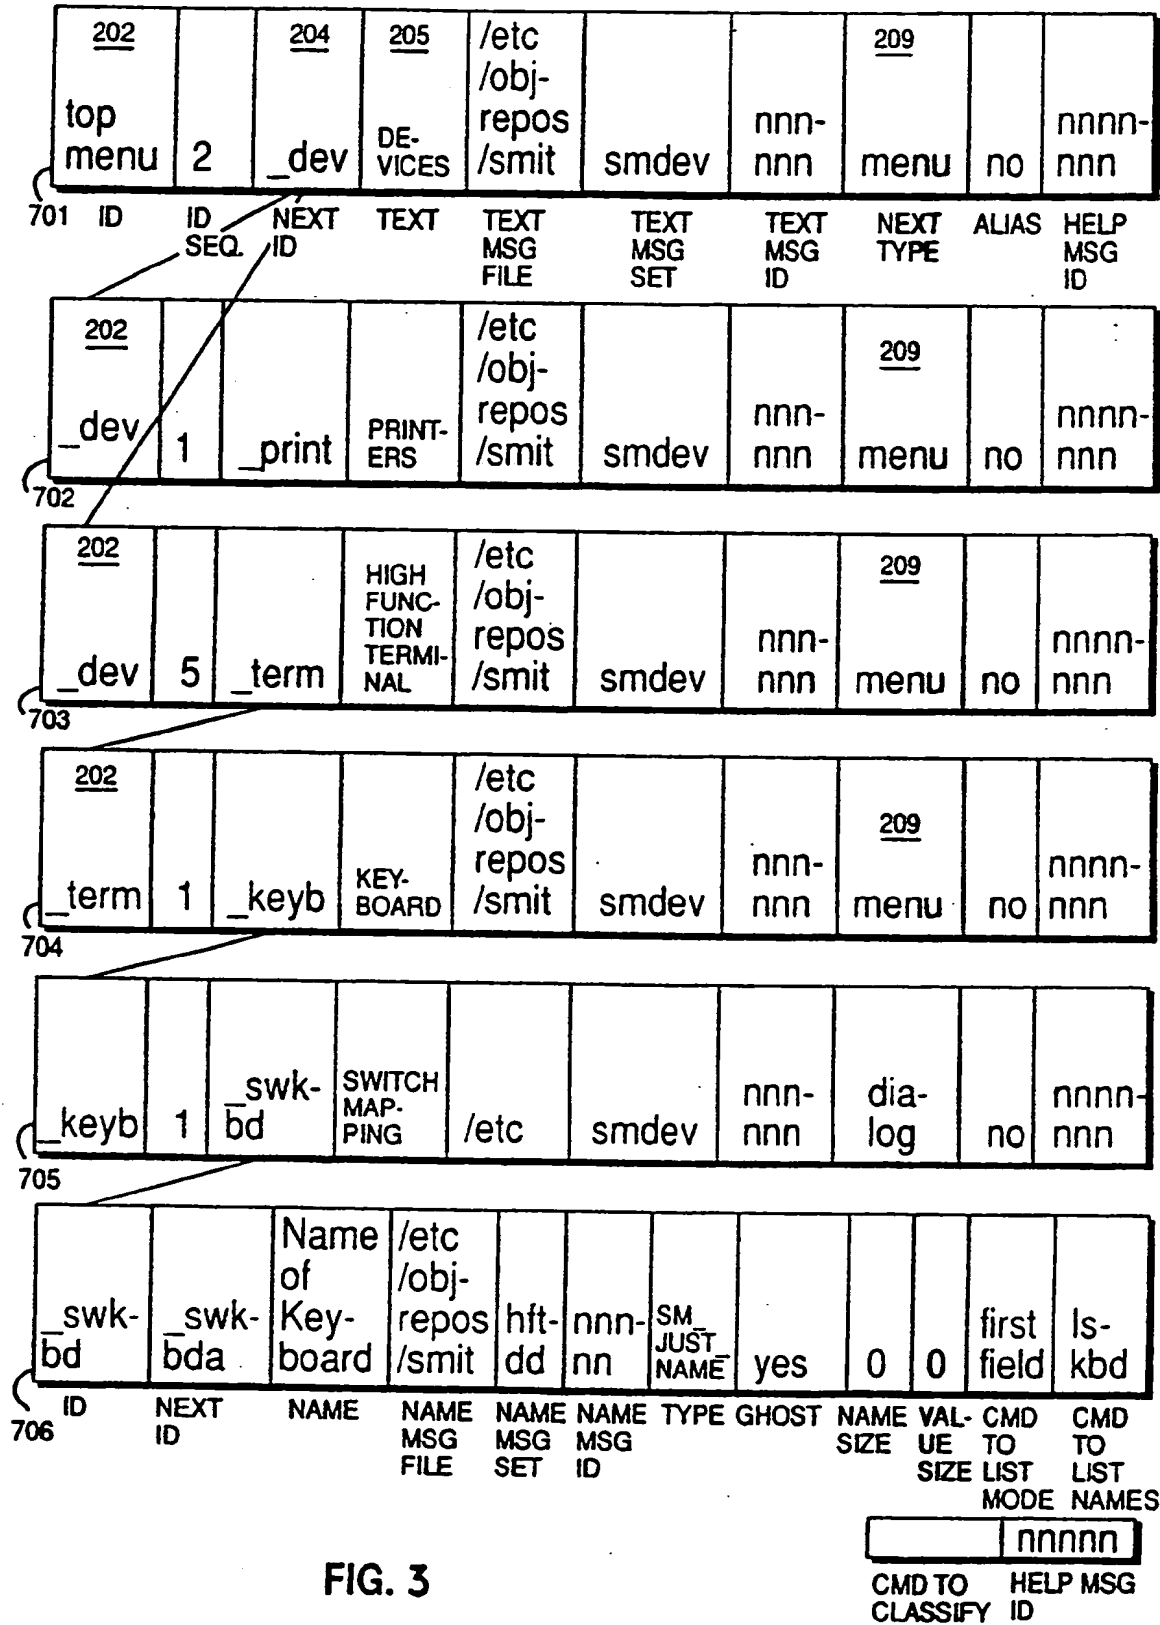 202 204 205 /etc 209
/obj-
top DE- repos nnn- nnnn-
menu 2 _dev VICES /smit smdev nnn menu no nnn
701 ID ID NEXT TEXT TEXT TEXT TEXT NEXT ALIAS HELP
SEQ. ID MSG MSG MSG TYPE MSG
FILE SET ID ID
202 /etc 209
/obj-
_dev PRINT- repos nnn- nnnn-
1 _print ERS /smit smdev nnn menu no nnn
702
202 HIGH /etc 209
FUNC- /obj-
TION repos nnn- nnnn-
TERMI-
_dev 5 _term NAL /smit smdev nnn menu no nnn
703
202 /etc
/obj- 209
KEY- repos nnn- nnnn-
_term 1 _keyb BOARD /smit smdev nnn menu no nnn
704
_swk- SWITCH nnn- dia- nnnn-
MAP-
_keyb 1 bd PING /etc smdev nnn log no nnn
705
Name /etc
of /obj-
_swk- _swk- Key- repos hft- nnn- SM_ first ls-
JUST_
bd bda board /smit dd nn NAME yes 0 0 field kbd
706 ID NEXT NAME NAME NAME NAME TYPE GHOST NAME VAL- CMD CMD
ID MSG MSG MSG SIZE UE TO TO
FILE SET ID SIZE LIST LIST
MODE NAMES
nnnnn
CMD TO HELP MSG
CLASSIFY ID
FIG. 3